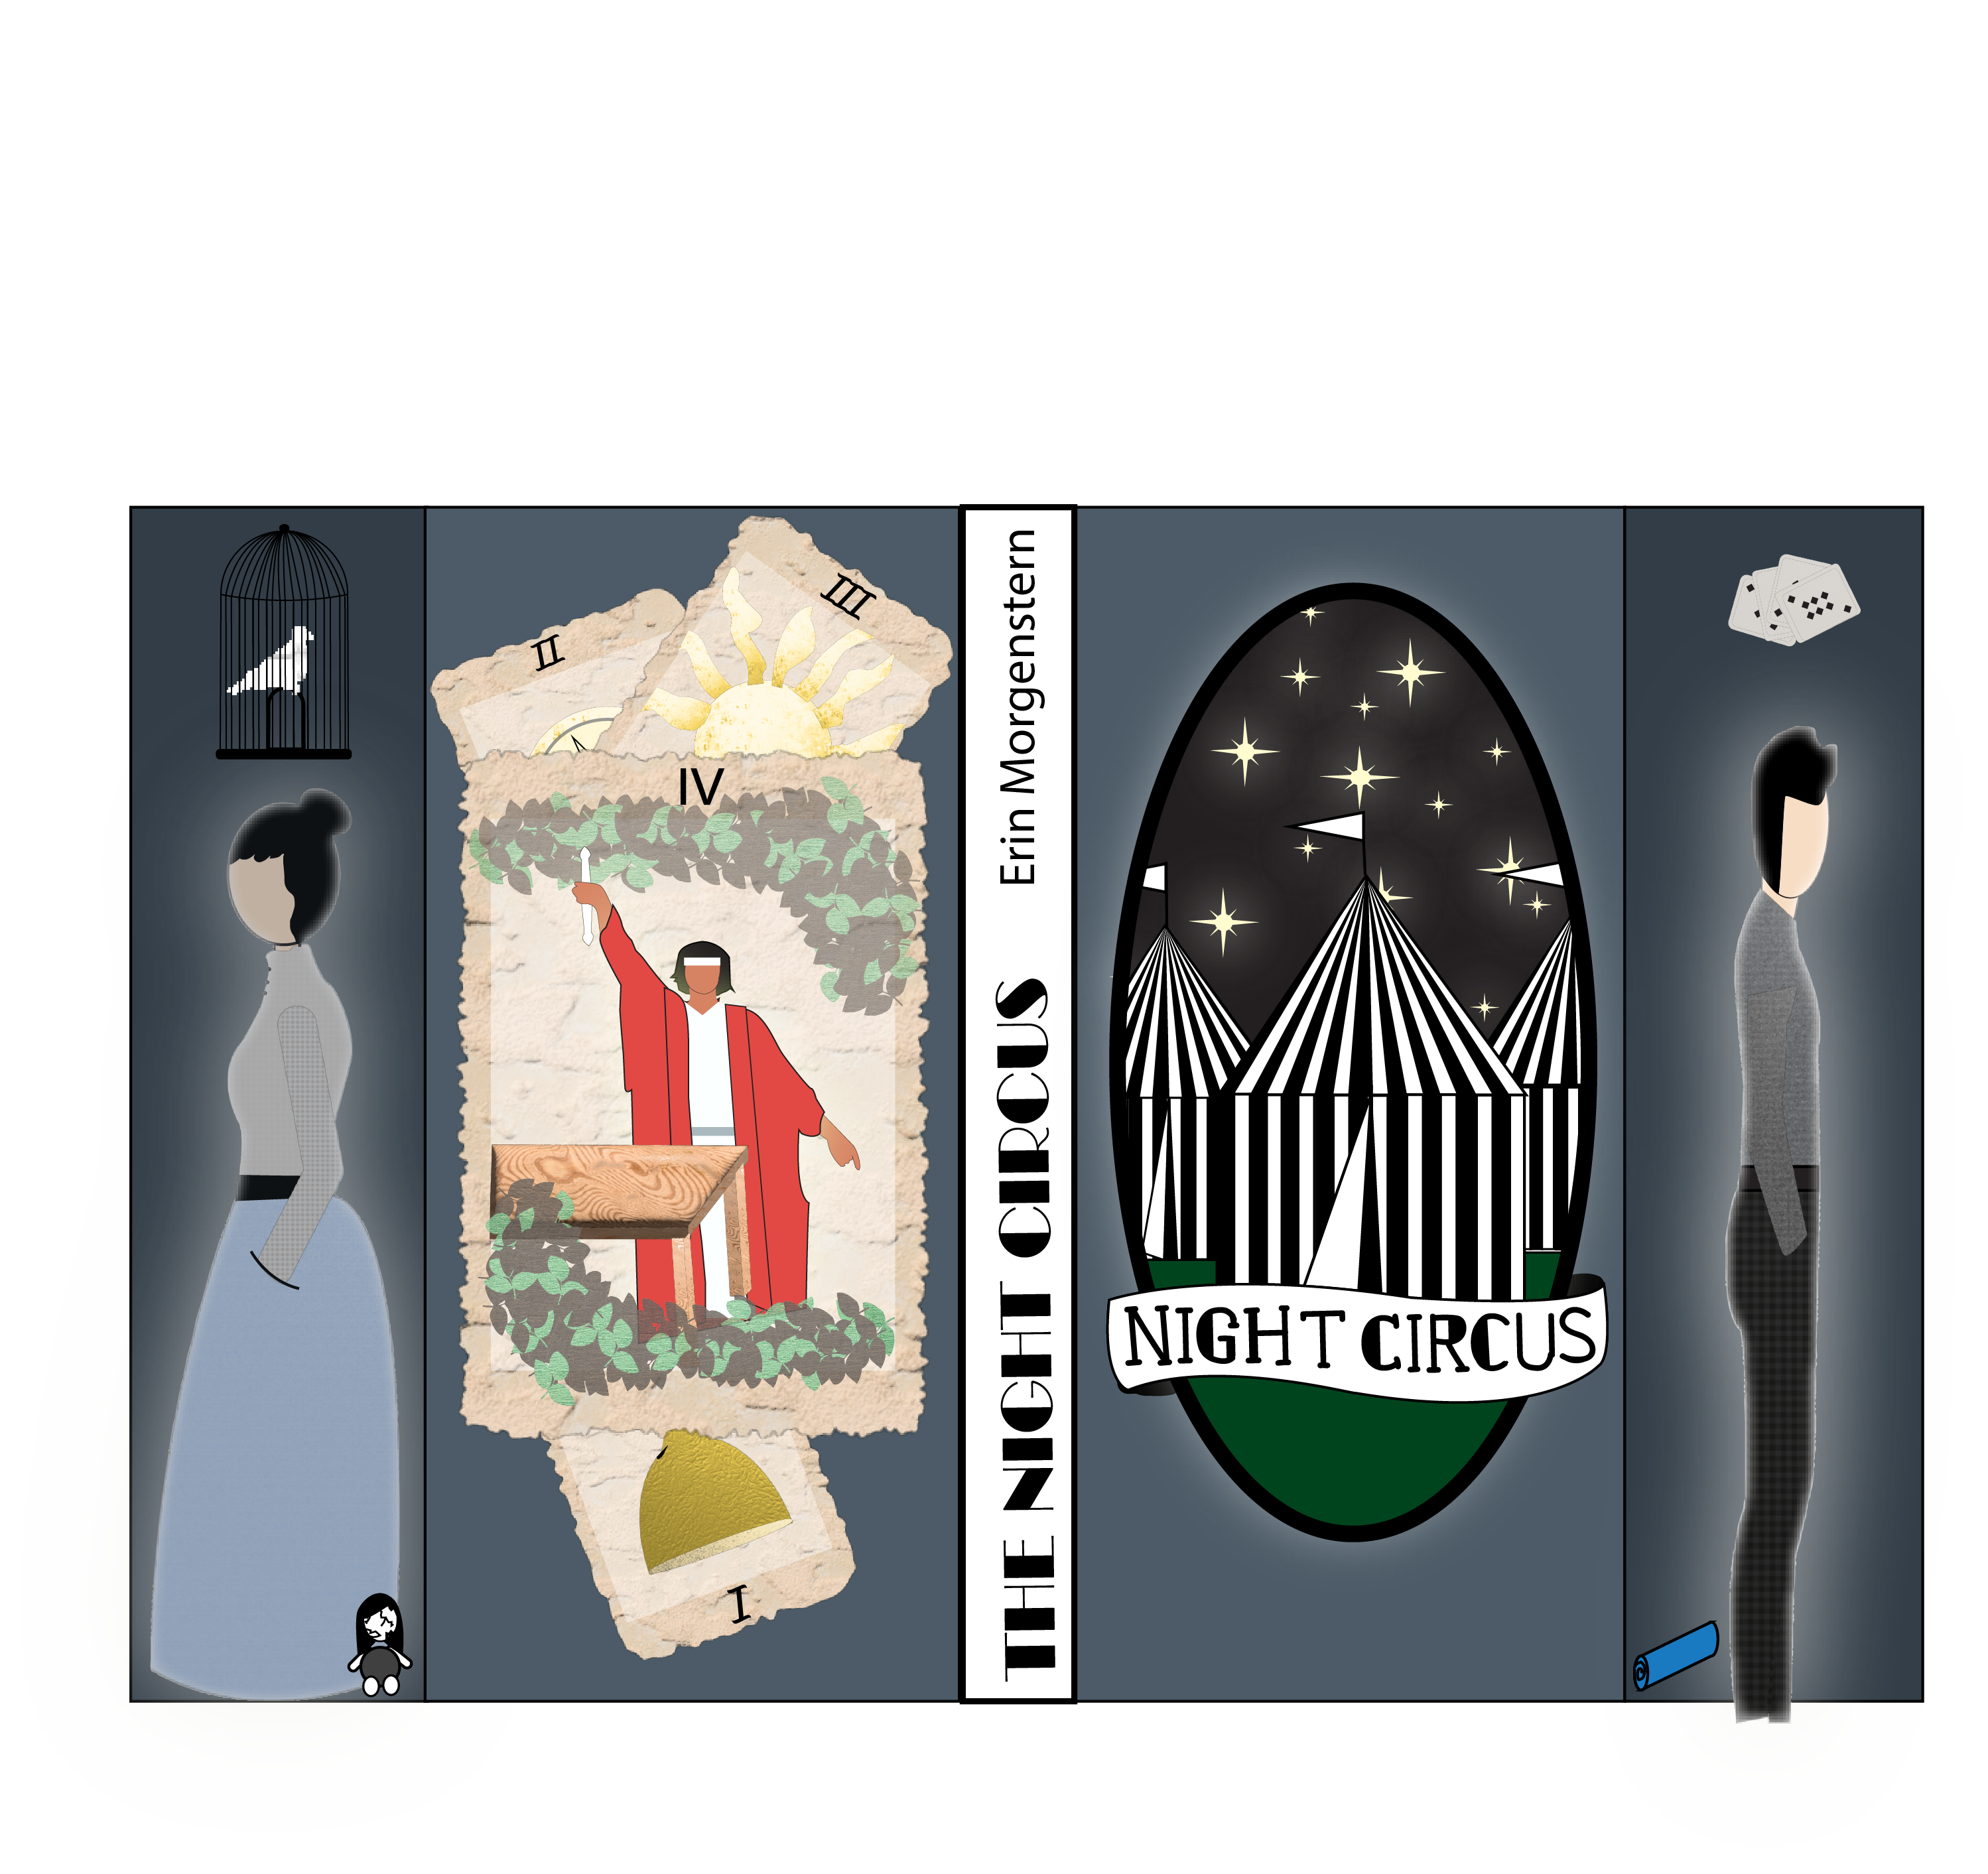 II
III
IV
I
THE NIGHT CIRCUS Erin Morgenstern
NIGHT CIRCUS